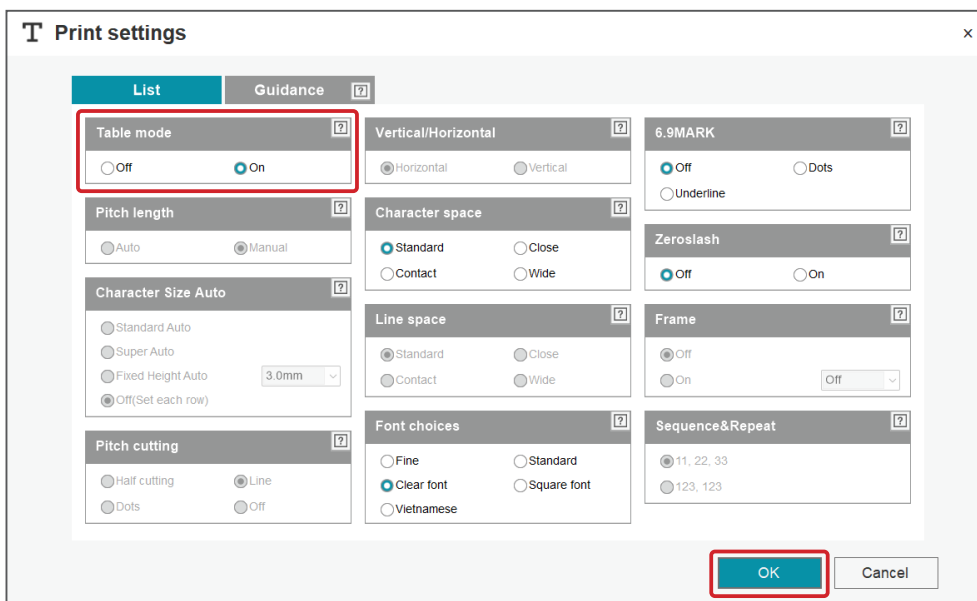 T Print settings
×
List
Guidance ?
Table mode ?
Off On
Pitch length ?
Auto Manual
Character Size Auto ?
Standard Auto
Super Auto
Fixed Height Auto 3.0mm
Off(Set each row)
Pitch cutting ?
Half cutting Line
Dots Off
Vertical/Horizontal ?
Horizontal Vertical
Character space ?
Standard Close
Contact Wide
Line space ?
Standard Close
Contact Wide
Font choices ?
Fine Standard
Clear font Square font
Vietnamese
6.9MARK ?
Off Dots
Underline
Zeroslash ?
Off On
Frame ?
Off
On Off
Sequence&Repeat ?
11, 22, 33
123, 123
OK
Cancel